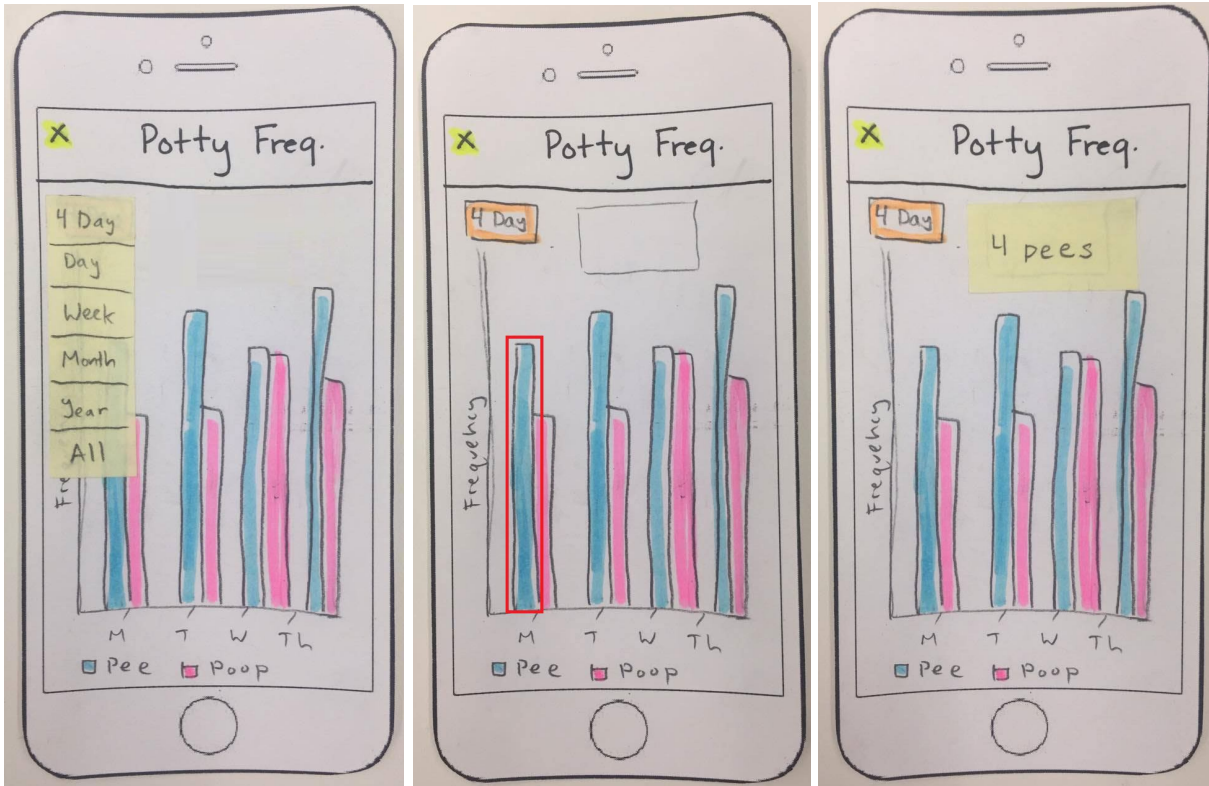 X Potty Freq.
4 Day
Day
Week
Month
Year
All
Fre
M T W Th
Pee Poop
X Potty Freq.
4 Day
Frequency
M T W Th
Pee Poop
X Potty Freq.
4 Day
4 pees
Frequency
M T W Th
Pee Poop